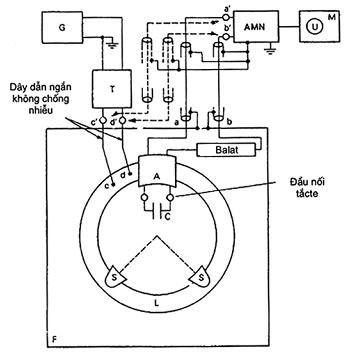 G
T
a'
b'
AMN
M
U
Dây dẫn ngắn
không chống
nhiễu
c'
d'
a
b
Balat
c
d
A
Đầu nối
tắcte
C
S
S
L
F